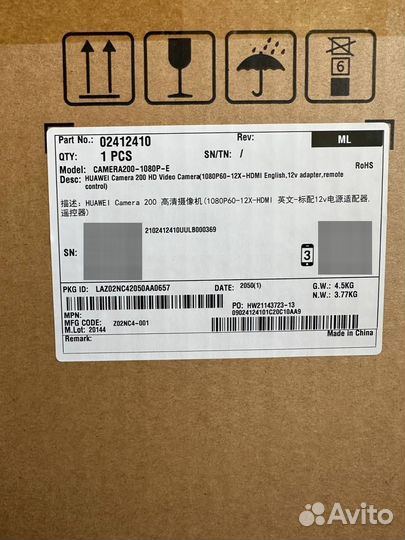 6
Part No.: 02412410 Rev: ML
QTY: 1 PCS SN/TN: /
Model: CAMERA200-1080P-E RoHS
Desc: HUAWEI Camera 200 HD Video Camera(1080P60-12X-HDMI English,12v adapter,remote
control)
描述: HUAWEI Camera 200 高清摄像机(1080P60-12X-HDMI 英文-标配12v电源适配器.
遥控器)
2102412410UULB000369
SN:
3
PKG ID: LAZ02NC42050AA0657 DATE: 2050(1) G.W.: 4.5KG
N.W.: 3.77KG
PO: HW21143723-13
MPN: 09024124101C20C10AA9
MFG CODE: Z02NC4-001
M.Lot: 20144 Made in China
Remark:
Avito